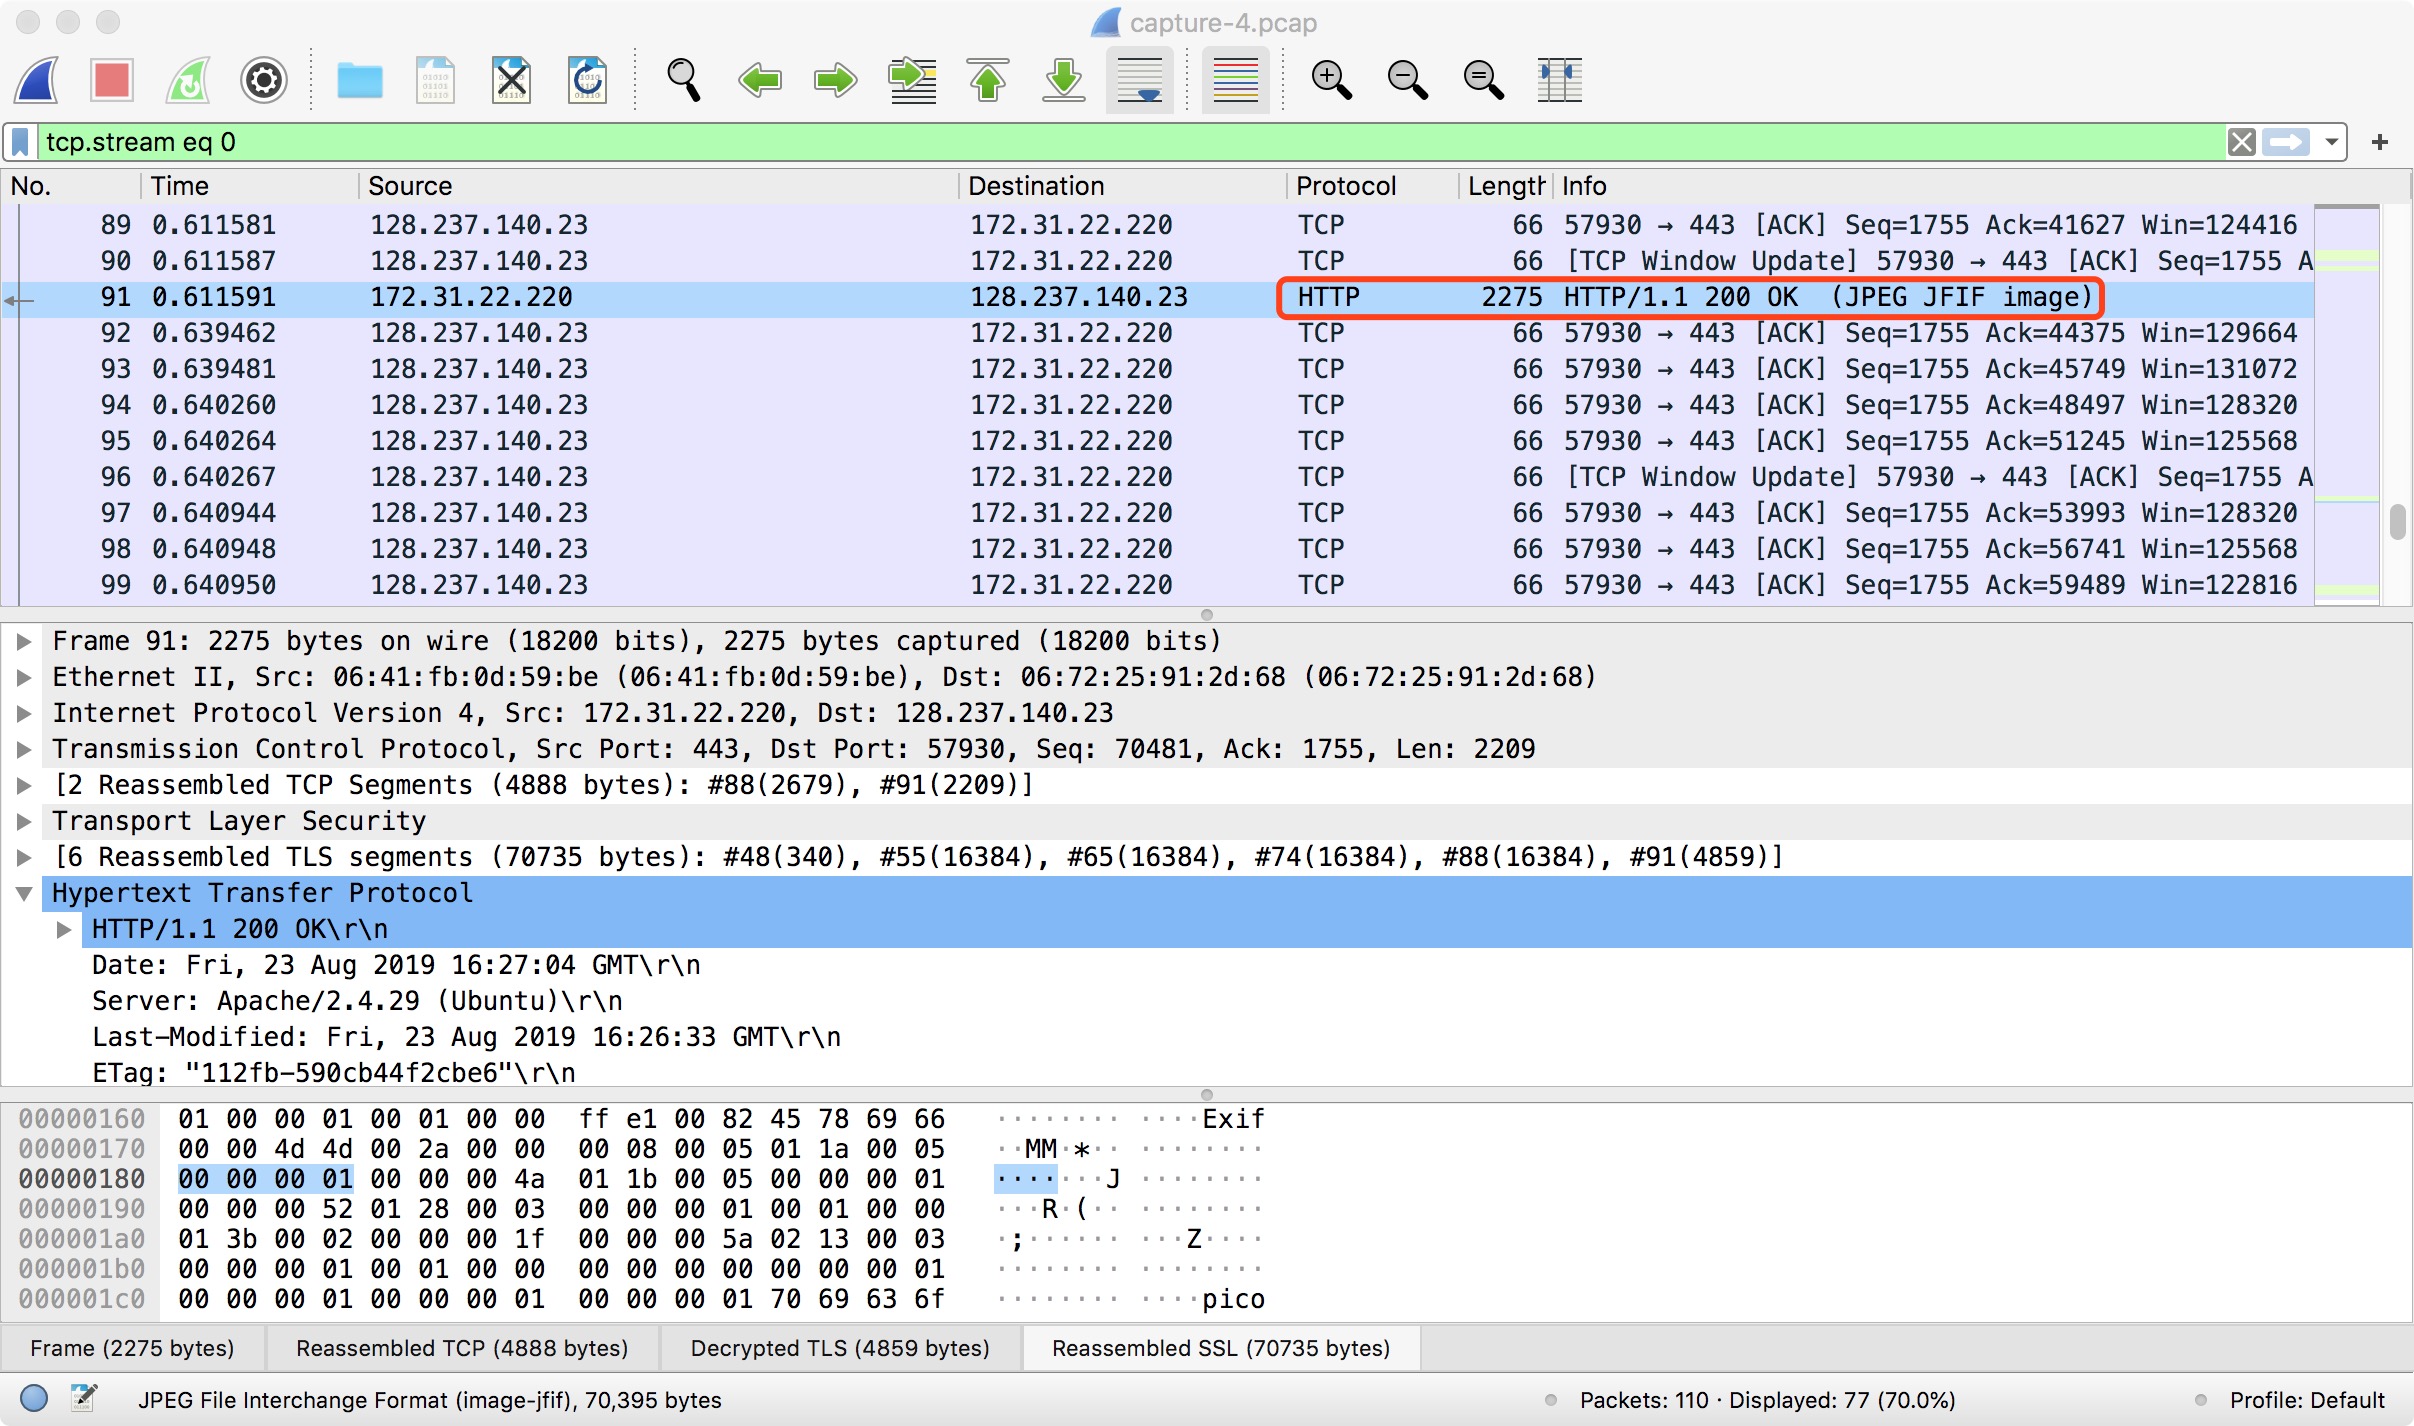 capture-4.pcap
tcp.stream eq 0
No. Time Source Destination Protocol Length Info
89 0.611581 128.237.140.23 172.31.22.220 TCP 66 57930 → 443 [ACK] Seq=1755 Ack=41627 Win=124416
90 0.611587 128.237.140.23 172.31.22.220 TCP 66 [TCP Window Update] 57930 → 443 [ACK] Seq=1755 A
91 0.611591 172.31.22.220 128.237.140.23 HTTP 2275 HTTP/1.1 200 OK (JPEG JFIF image)
92 0.639462 128.237.140.23 172.31.22.220 TCP 66 57930 → 443 [ACK] Seq=1755 Ack=44375 Win=129664
93 0.639481 128.237.140.23 172.31.22.220 TCP 66 57930 → 443 [ACK] Seq=1755 Ack=45749 Win=131072
94 0.640260 128.237.140.23 172.31.22.220 TCP 66 57930 → 443 [ACK] Seq=1755 Ack=48497 Win=128320
95 0.640264 128.237.140.23 172.31.22.220 TCP 66 57930 → 443 [ACK] Seq=1755 Ack=51245 Win=125568
96 0.640267 128.237.140.23 172.31.22.220 TCP 66 [TCP Window Update] 57930 → 443 [ACK] Seq=1755 A
97 0.640944 128.237.140.23 172.31.22.220 TCP 66 57930 → 443 [ACK] Seq=1755 Ack=53993 Win=128320
98 0.640948 128.237.140.23 172.31.22.220 TCP 66 57930 → 443 [ACK] Seq=1755 Ack=56741 Win=125568
99 0.640950 128.237.140.23 172.31.22.220 TCP 66 57930 → 443 [ACK] Seq=1755 Ack=59489 Win=122816
Frame 91: 2275 bytes on wire (18200 bits), 2275 bytes captured (18200 bits)
Ethernet II, Src: 06:41:fb:0d:59:be (06:41:fb:0d:59:be), Dst: 06:72:25:91:2d:68 (06:72:25:91:2d:68)
Internet Protocol Version 4, Src: 172.31.22.220, Dst: 128.237.140.23
Transmission Control Protocol, Src Port: 443, Dst Port: 57930, Seq: 70481, Ack: 1755, Len: 2209
[2 Reassembled TCP Segments (4888 bytes): #88(2679), #91(2209)]
Transport Layer Security
[6 Reassembled TLS segments (70735 bytes): #48(340), #55(16384), #65(16384), #74(16384), #88(16384), #91(4859)]
Hypertext Transfer Protocol
HTTP/1.1 200 OK\r\n
Date: Fri, 23 Aug 2019 16:27:04 GMT\r\n
Server: Apache/2.4.29 (Ubuntu)\r\n
Last-Modified: Fri, 23 Aug 2019 16:26:33 GMT\r\n
ETag: "112fb-590cb44f2cbe6"\r\n
00000160 01 00 00 01 00 01 00 00 ff e1 00 82 45 78 69 66 ········ ····Exif
00000170 00 00 4d 4d 00 2a 00 00 00 08 00 05 01 1a 00 05 ··MM·*·· ········
00000180 00 00 00 01 00 00 00 4a 01 1b 00 05 00 00 00 01 ·······J ········
00000190 00 00 00 52 01 28 00 03 00 00 00 01 00 01 00 00 ···R·(·· ········
000001a0 01 3b 00 02 00 00 00 1f 00 00 00 5a 02 13 00 03 ·;······ ···Z····
000001b0 00 00 00 01 00 01 00 00 00 00 00 00 00 00 00 01 ········ ········
000001c0 00 00 00 01 00 00 00 01 00 00 00 01 70 69 63 6f ········ ····pico
Frame (2275 bytes) Reassembled TCP (4888 bytes) Decrypted TLS (4859 bytes) Reassembled SSL (70735 bytes)
JPEG File Interchange Format (image-jfif), 70,395 bytes Packets: 110 · Displayed: 77 (70.0%) Profile: Default